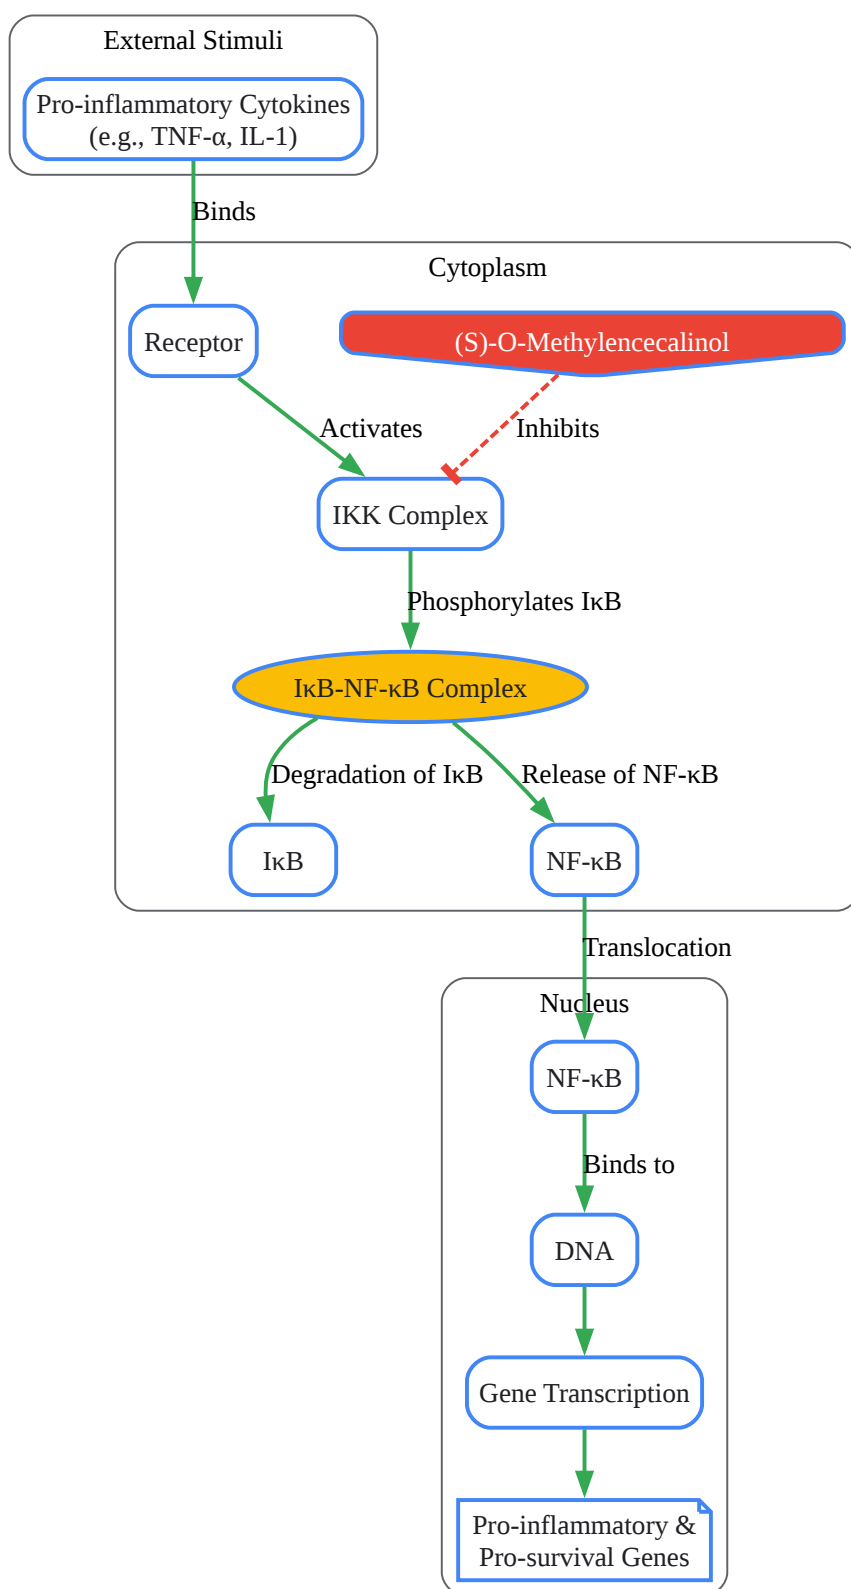 External Stimuli
Pro-inflammatory Cytokines
(e.g., TNF-α, IL-1)
Binds
Cytoplasm
Receptor
(S)-O-Methylencecalinol
Activates
Inhibits
IKK Complex
Phosphorylates IκB
IκB-NF-κB Complex
Degradation of IκB
Release of NF-κB
IκB
NF-κB
Translocation
Nucleus
NF-κB
Binds to
DNA
Gene Transcription
Pro-inflammatory &
Pro-survival Genes